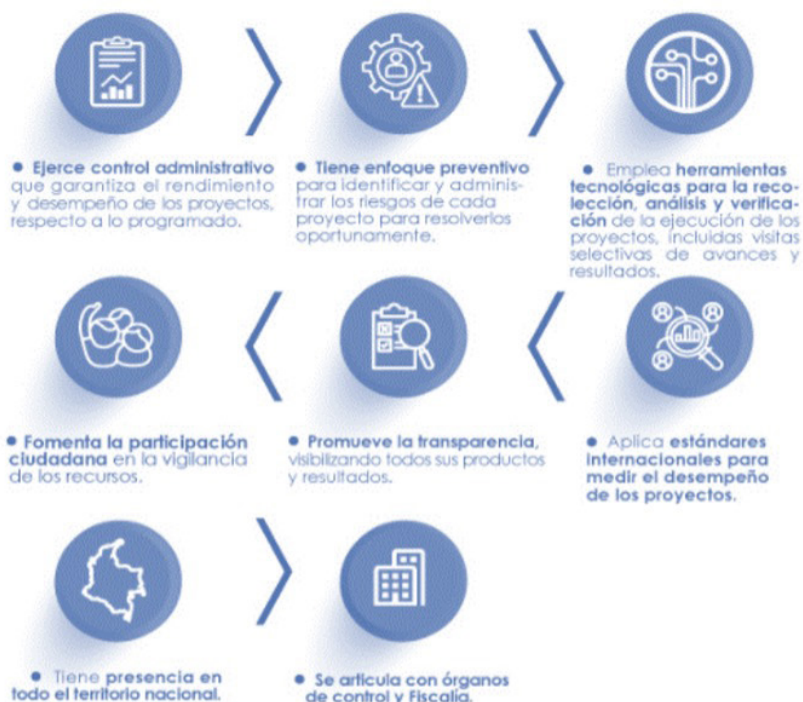 ● Ejerce control administrativo
que garantiza el rendimiento
y desempeño de los proyectos,
respecto a lo programado.
● Tiene enfoque preventivo
para identificar y adminis-
trar los riesgos de cada
proyecto para resolverlos
oportunamente.
● Emplea herramientas
tecnológicas para la reco-
lección, análisis y verifica-
ción de la ejecución de los
proyectos, incluidas visitas
selectivas de avances y
resultados.
● Aplica estándares
internacionales para
medir el desempeño
de los proyectos.
● Promueve la transparencia,
visibilizando todos sus productos
y resultados.
● Fomenta la participación
ciudadana en la vigilancia
de los recursos.
● Tiene presencia en
todo el territorio nacional.
● Se articula con órganos
de control y Fiscalía.